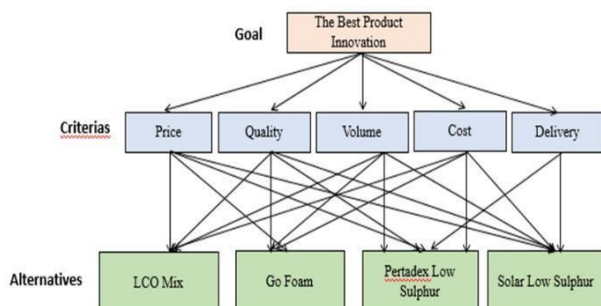 Goal
The Best Product
Innovation
Criterias
Price
Quality
Volume
Cost
Delivery
Alternatives
LCO Mix
Go Foam
Pertadex Low
Sulphur
Solar Low Sulphur